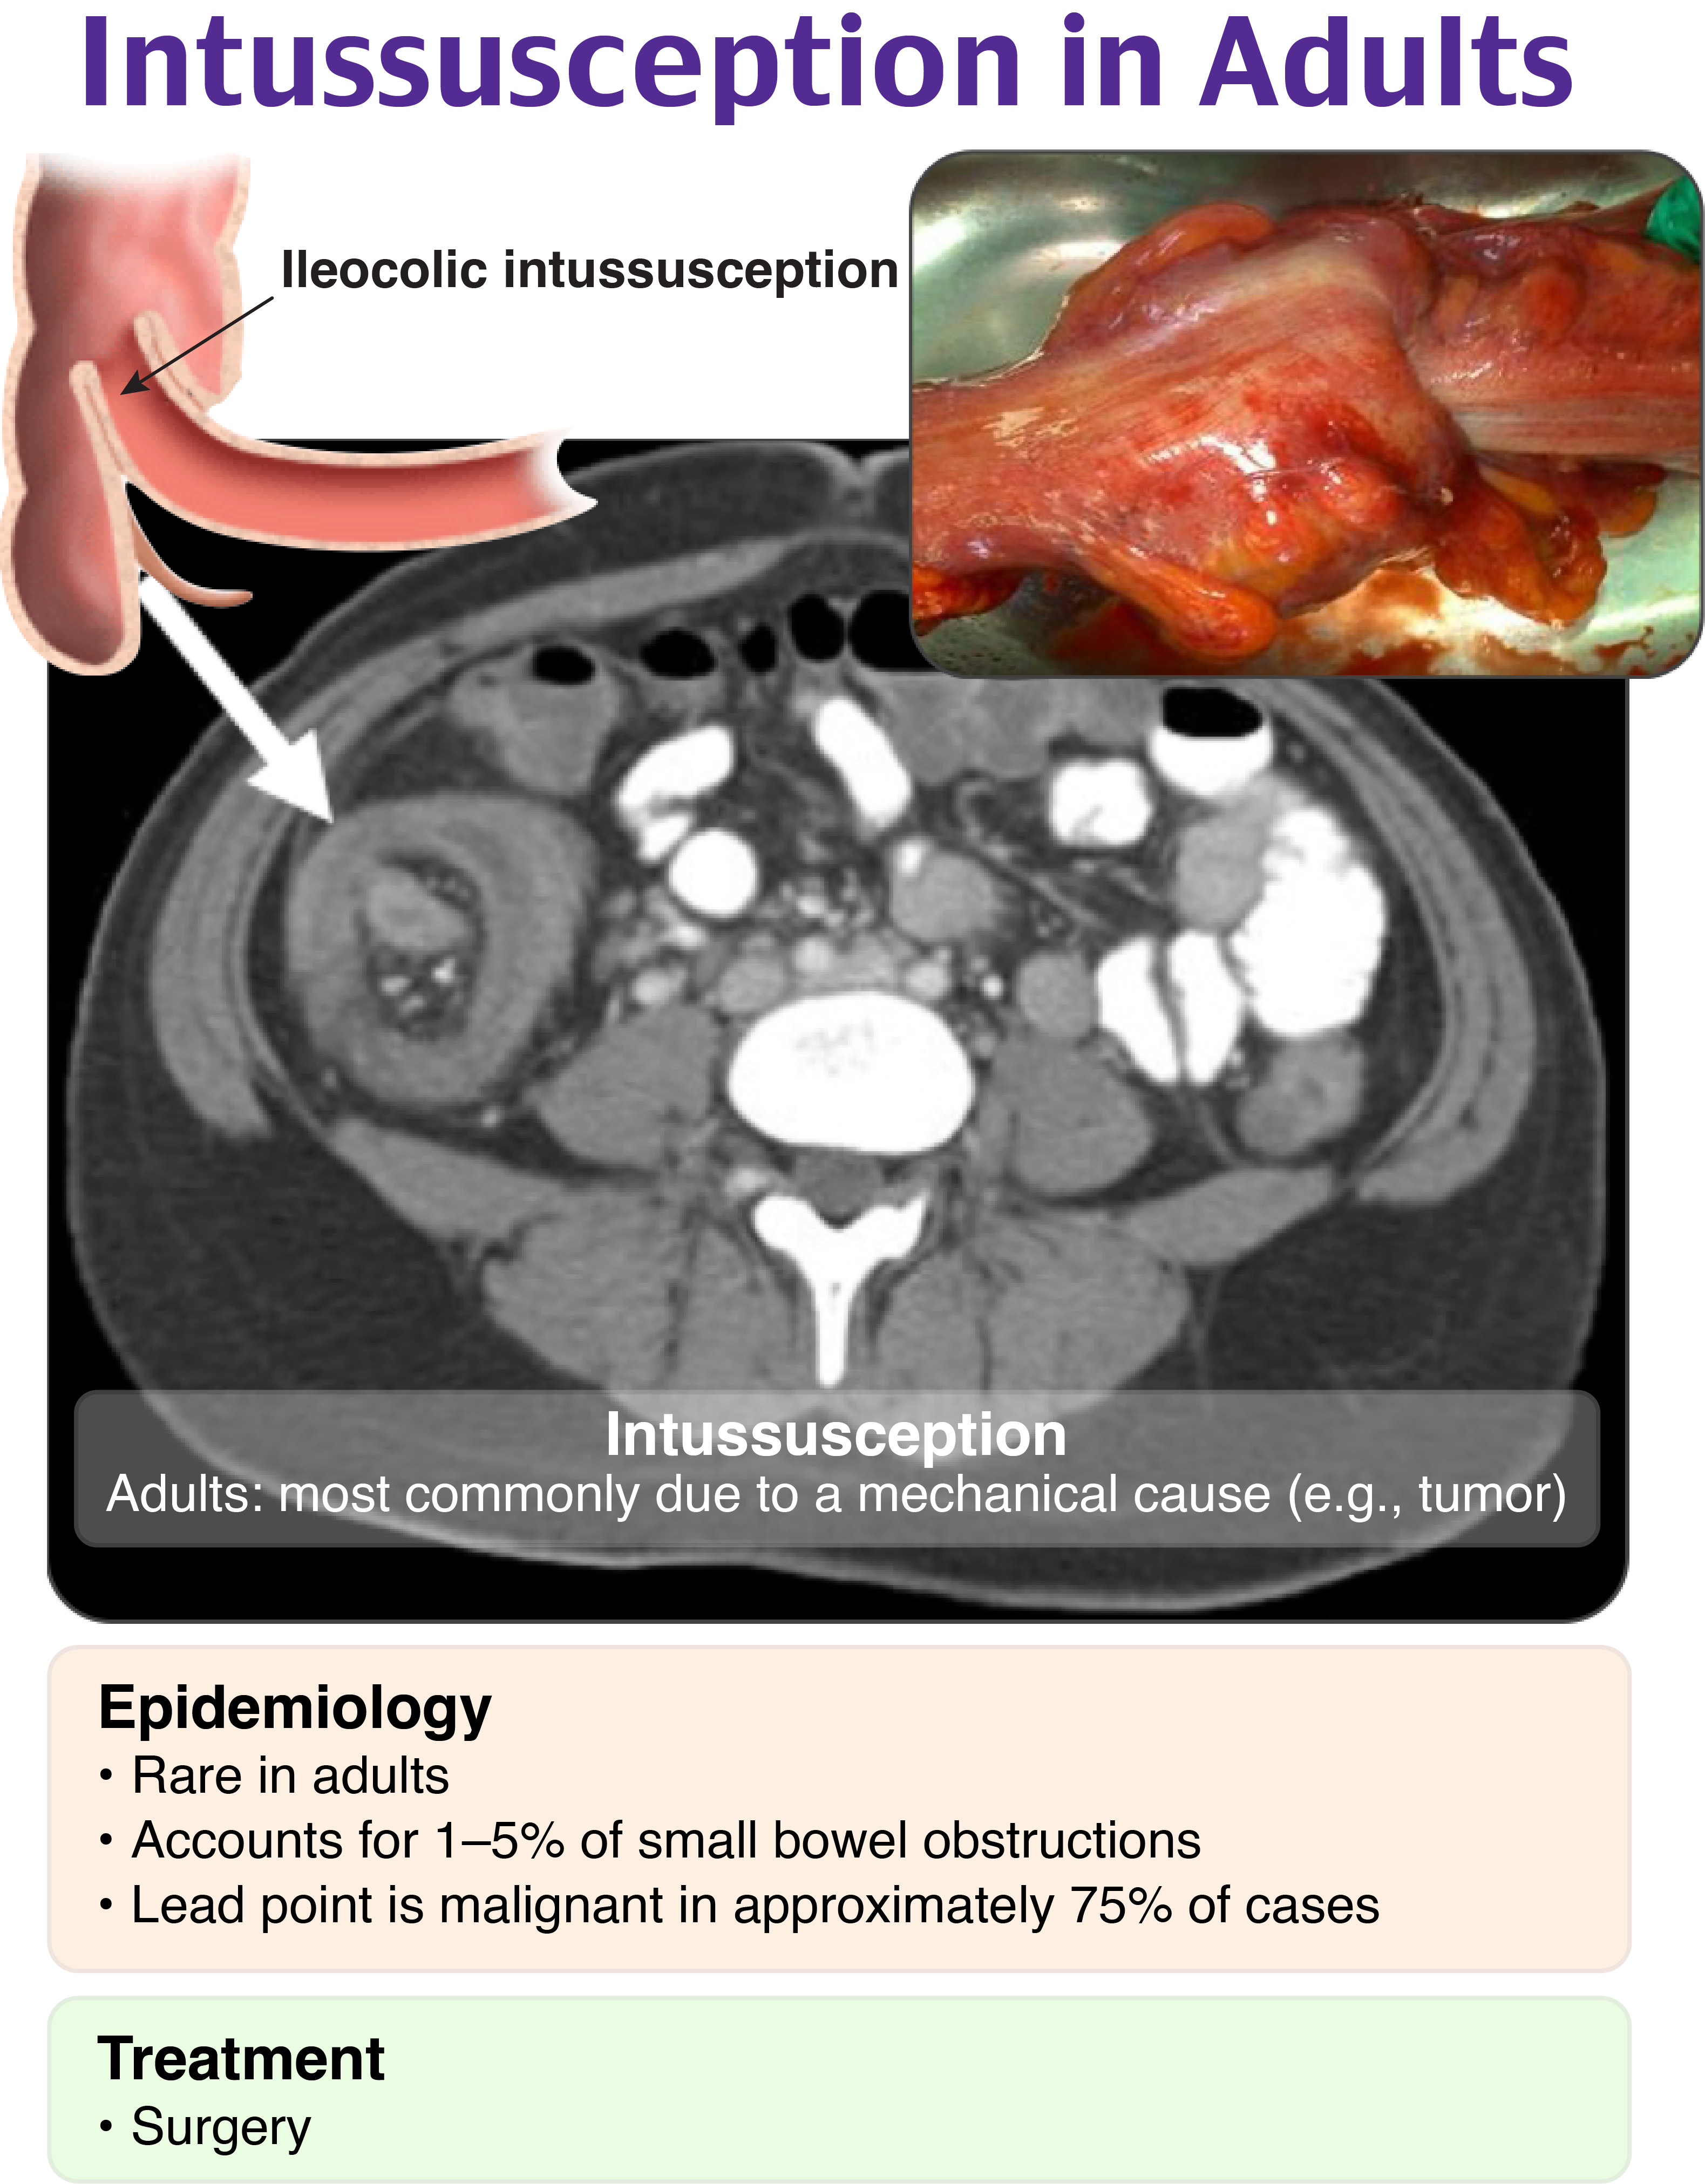 Intussusception in Adults
Ileocolic intussusception
Intussusception
Adults: most commonly due to a mechanical cause (e.g., tumor)
Epidemiology
• Rare in adults
• Accounts for 1–5% of small bowel obstructions
• Lead point is malignant in approximately 75% of cases
Treatment
• Surgery